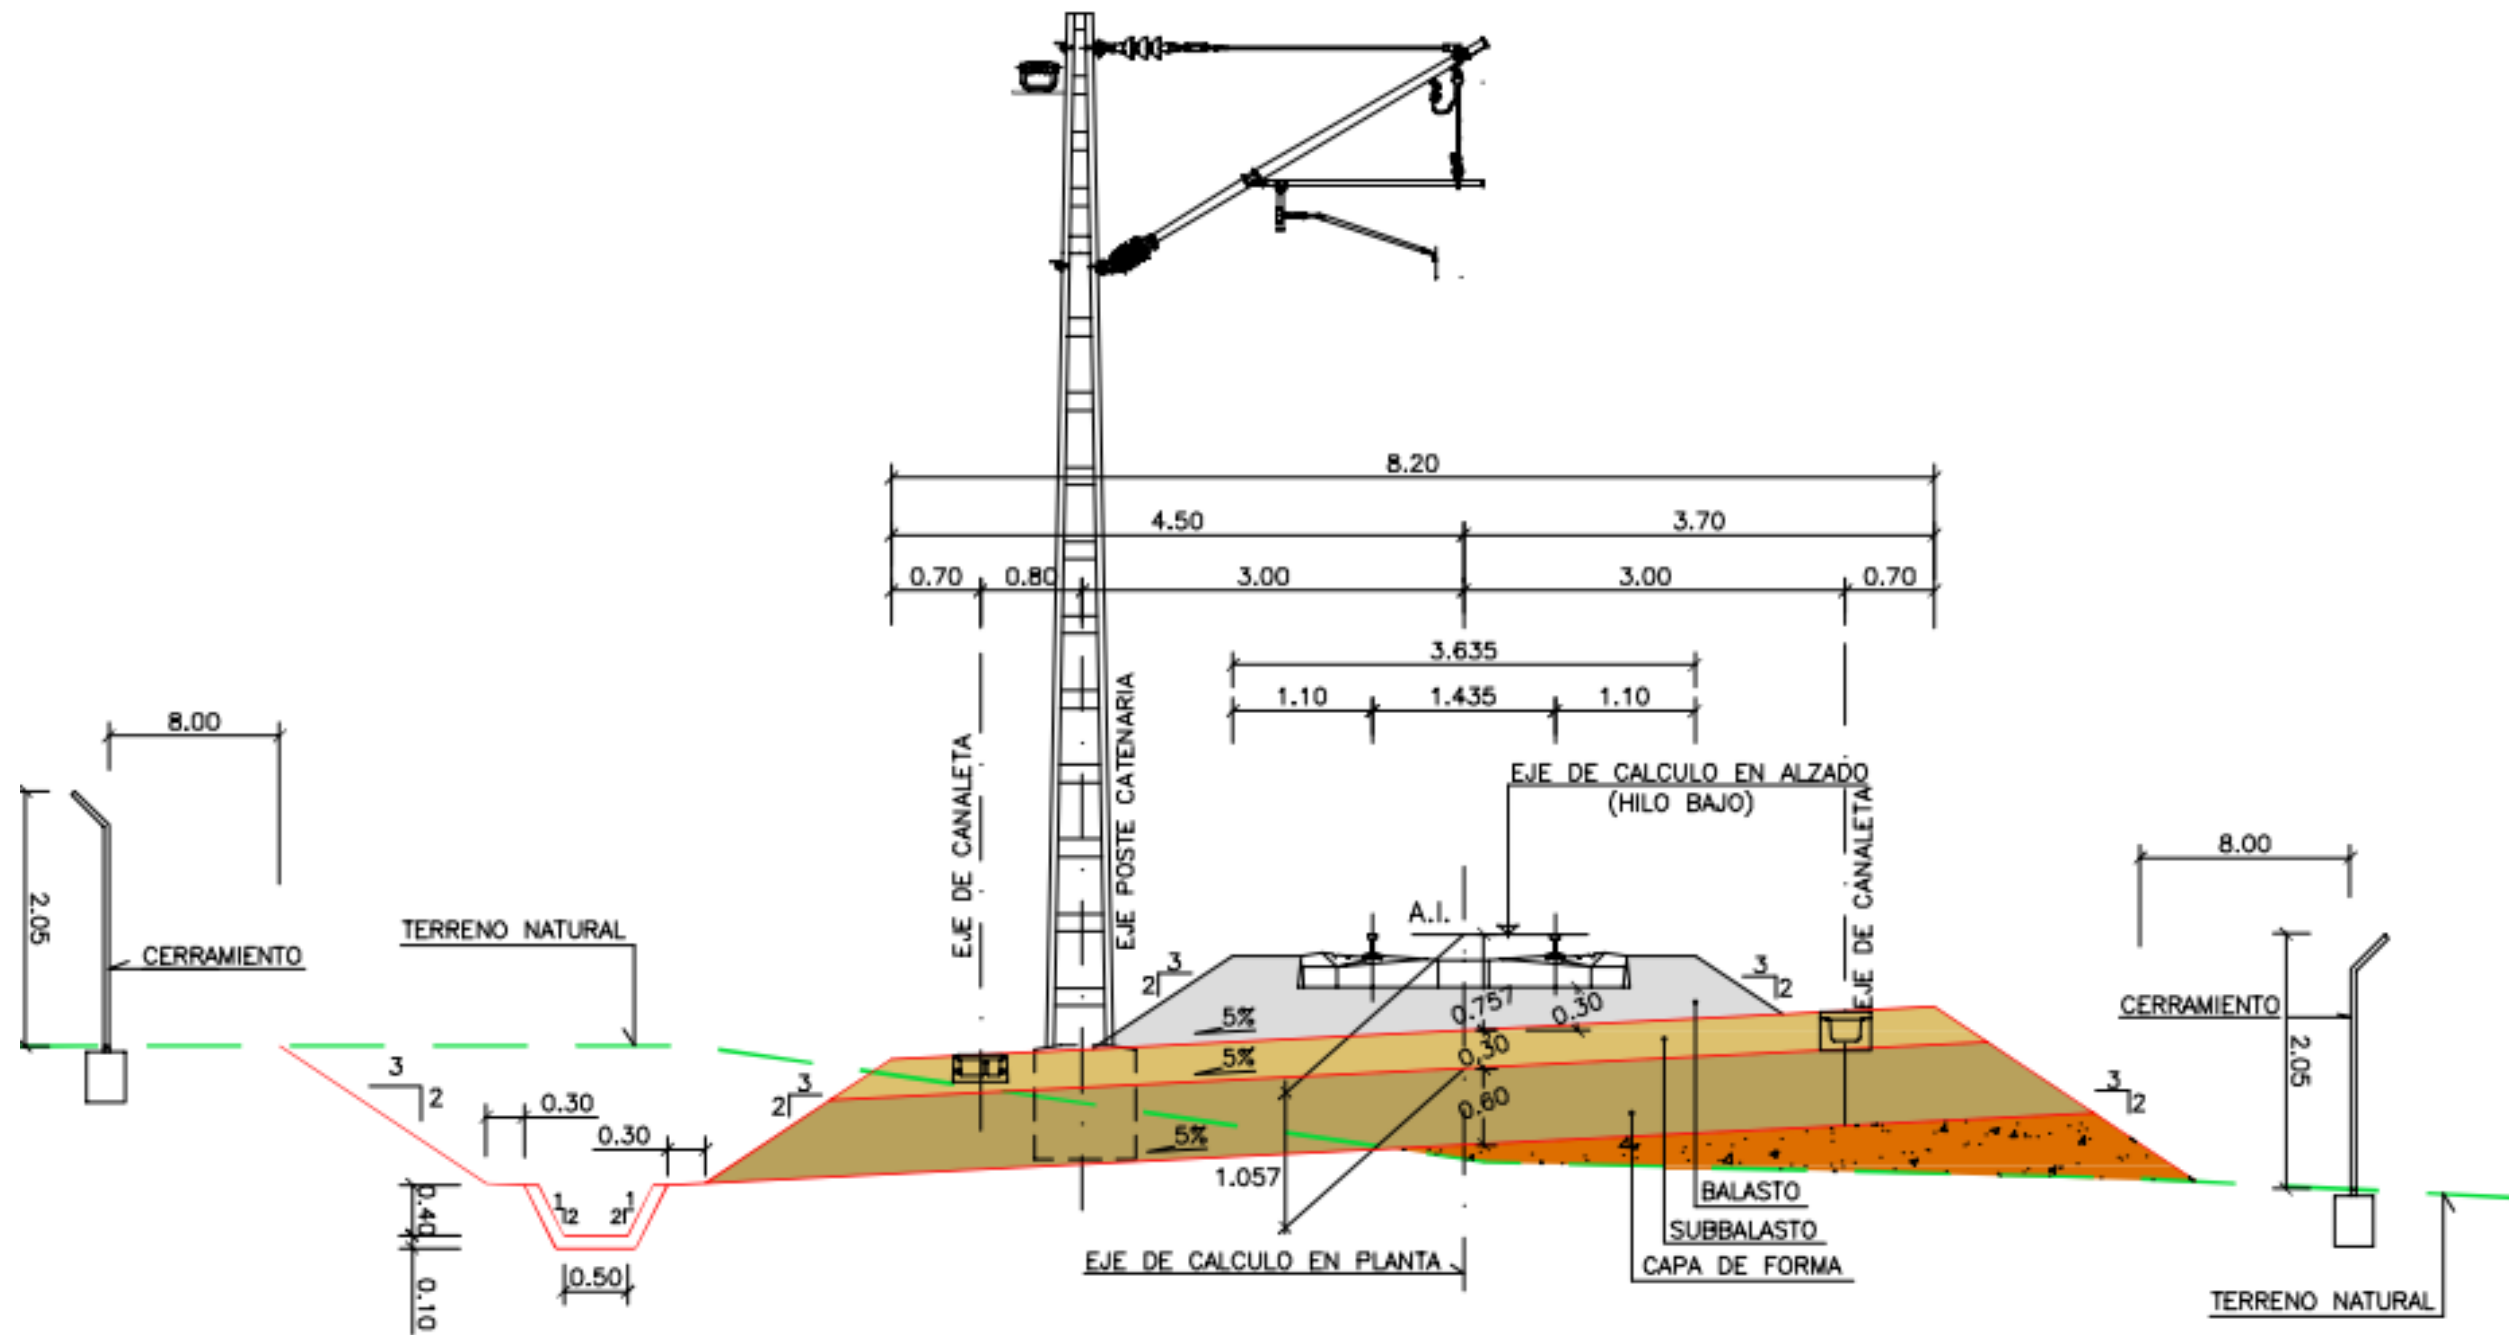 8.20
4.50 3.70
0.70 0.80 3.00 3.00 0.70
3.635
1.10 1.435 1.10
8.00
EJE DE CANALETA
EJE POSTE CATENARIA
EJE DE CALCULO EN ALZADO
(HILO BAJO)
EJE DE CANALETA
8.00
2.05
CERRAMIENTO
TERRENO NATURAL
A.I.
3
2
3
2
CERRAMIENTO
2.05
0.757
0.30
5%
5%
5%
0.30
0.60
3
2
3
2
3
2
0.30
0.30
1
2
1
2
0.40
0.10
0.50
1.057
BALASTO
SUBBALASTO
CAPA DE FORMA
EJE DE CALCULO EN PLANTA
TERRENO NATURAL